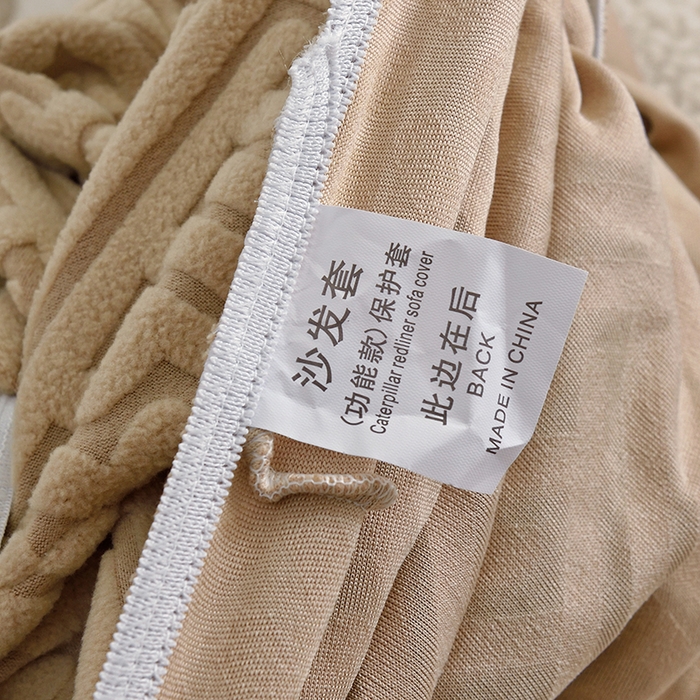 沙发套
(功能款)保护套
Caterpillar redliner sofa cover
此边在后
BACK
MADE IN CHINA